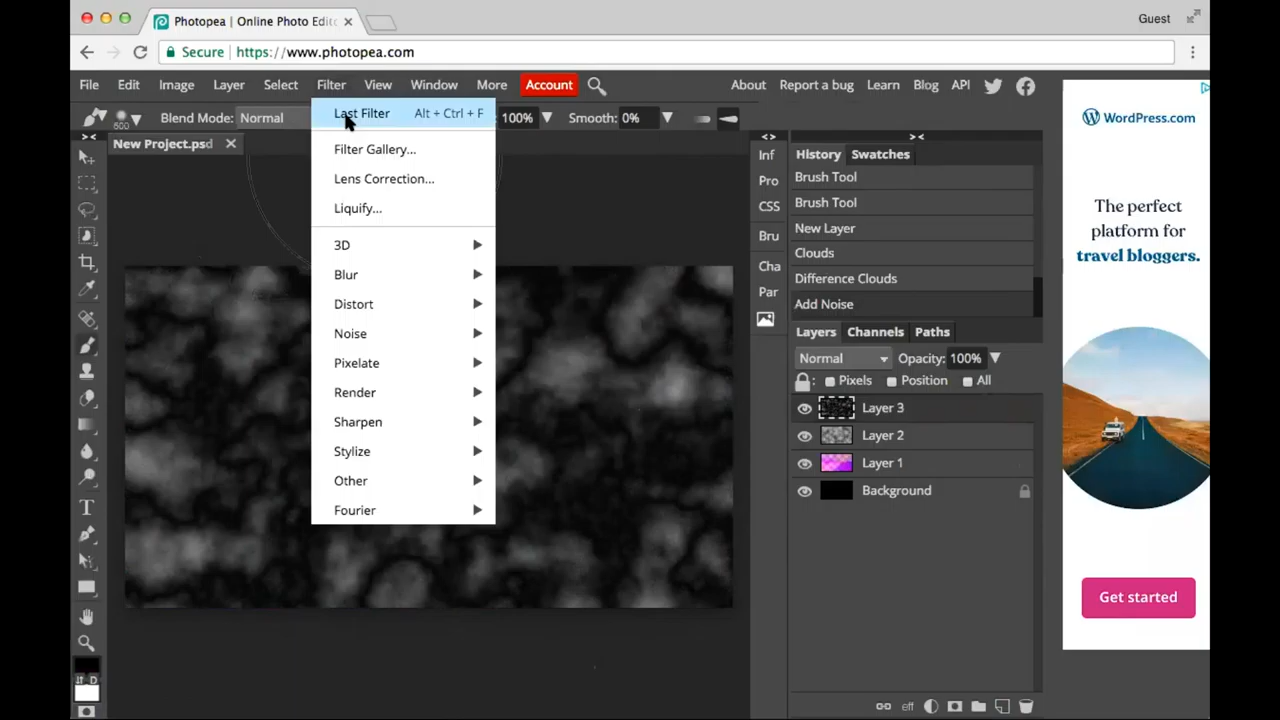 Photopea | Online Photo Edito
Guest
Secure
https://www.photopea.com
File Edit Image Layer Select Filter View Window More Account
About Report a bug Learn Blog API
600
Blend Mode: Normal
100%
Smooth: 0%
New Project.psd
Last Filter Alt + Ctrl + F
Filter Gallery...
Lens Correction...
Liquify...
3D
Blur
Distort
Noise
Pixelate
Render
Sharpen
Stylize
Other
Fourier
Inf
Pro
CSS
Bru
Cha
Par
History Swatches
Brush Tool
Brush Tool
New Layer
Clouds
Difference Clouds
Add Noise
Layers Channels Paths
Normal Opacity: 100%
Pixels Position All
Layer 3
Layer 2
Layer 1
Background
eff
D
WordPress.com
The perfect
platform for
travel bloggers.
Get started